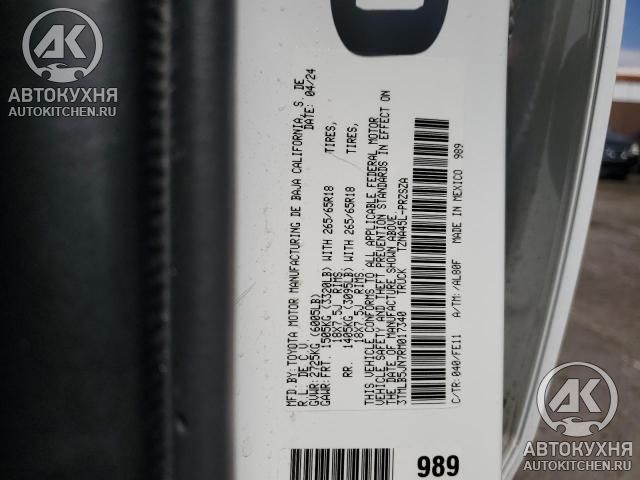 AK
АВТОКУХНЯ
AUTOKITCHEN.RU
MFD.BY:TOYOTA MOTOR MANUFACTURING DE BAJA CALIFORNIA, S. DE
R.L. DE C.V. DATE: 04/24
GVWR: 2725KG (6005LB)
GAWR: FRT. 1505KG (3320LB) WITH 265/65R18 TIRES,
18X7.5J RIMS.
RR. 1405KG (3095LB) WITH 265/65R18 TIRES,
18X7.5J RIMS.
THIS VEHICLE CONFORMS TO ALL APPLICABLE FEDERAL MOTOR
VEHICLE SAFETY AND THEFT PREVENTION STANDARDS IN EFFECT ON
THE DATE OF MANUFACTURE SHOWN ABOVE.
3TMLB5JN7RM017340 TRUCK TZNA45L-PRZSZA
C/TR: 040/FE11 A/TM: /AL80F MADE IN MEXICO 989
989
AK
АВТОКУХНЯ
AUTOKITCHEN.RU